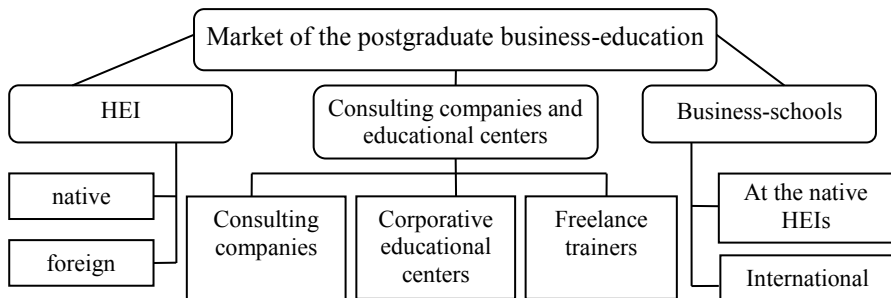 Market of the postgraduate business-education
HEI
Consulting companies and
educational centers
Business-schools
native
foreign
Consulting
companies
Corporative
educational
centers
Freelance
trainers
At the native
HEIs
International